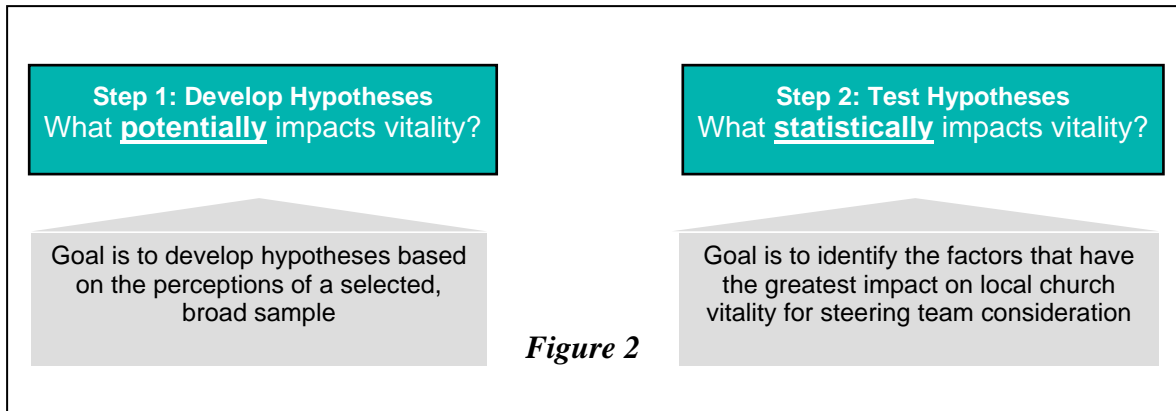 Step 1: Develop Hypotheses
What potentially impacts vitality?
Goal is to develop hypotheses based
on the perceptions of a selected,
broad sample
Step 2: Test Hypotheses
What statistically impacts vitality?
Goal is to identify the factors that have
the greatest impact on local church
vitality for steering team consideration
Figure 2